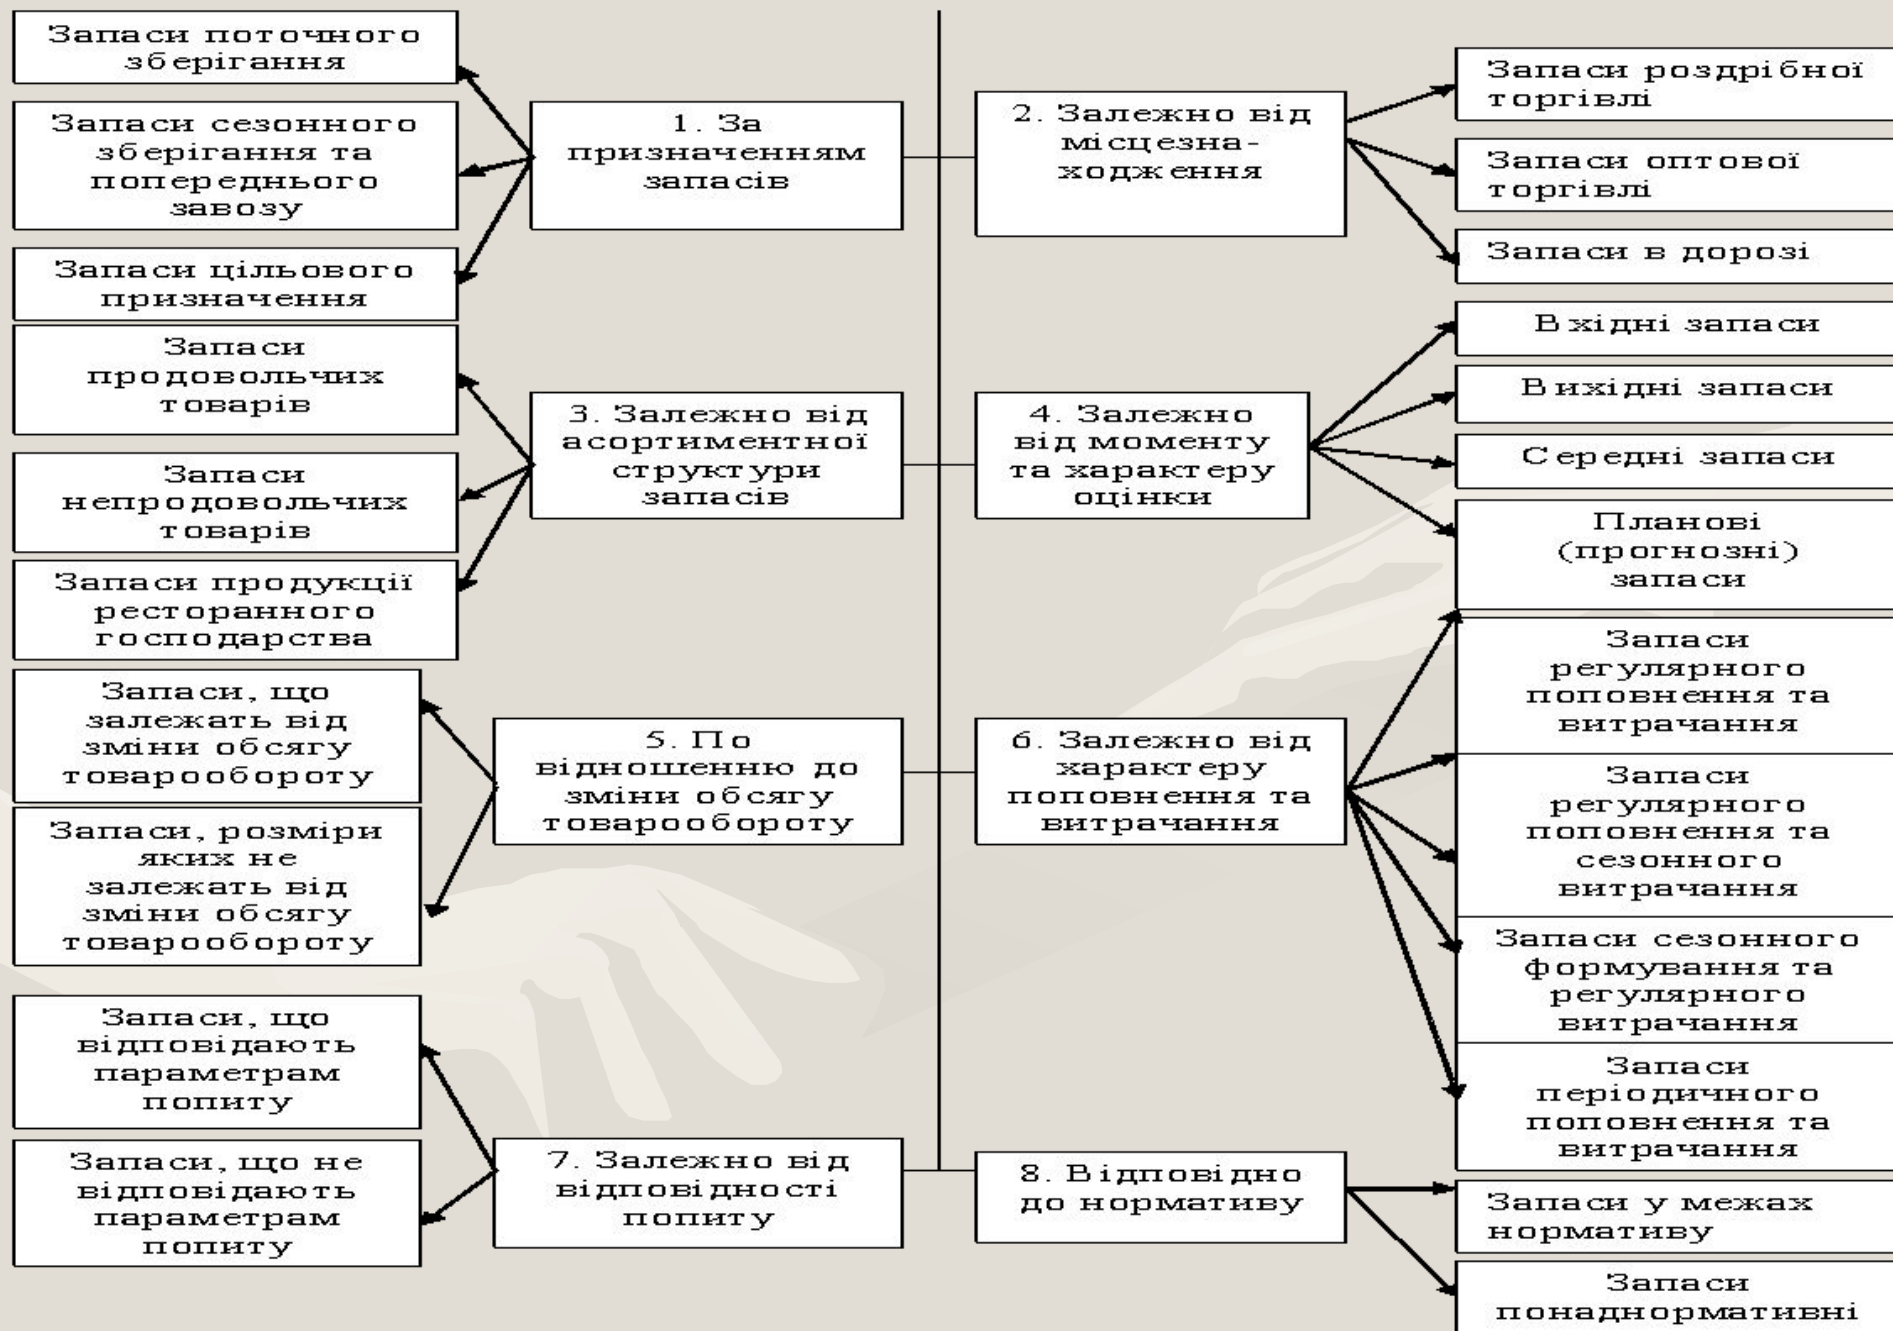 Запаси поточного
зберігання
Запаси сезонного
зберігання та
попереднього
завозу
Запаси цільового
призначення
1. За
призначенням
запасів
2. Залежно від
місцезна-
ходження
Запаси роздрібної
торгівлі
Запаси оптової
торгівлі
Запаси в дорозі
Запаси
продовольчих
товарів
Запаси
непродовольчих
товарів
Запаси продукції
ресторанного
господарства
3. Залежно від
асортиментної
структури
запасів
4. Залежно
від моменту
та характеру
оцінки
Вхідні запаси
Вихідні запаси
Середні запаси
Планові
(прогнозні)
запаси
Запаси, що
залежать від
зміни обсягу
товарообороту
Запаси, розміри
яких не
залежать від
зміни обсягу
товарообороту
5. По
відношенню до
зміни обсягу
товарообороту
6. Залежно від
характеру
поповнення та
витрачання
Запаси
регулярного
поповнення та
витрачання
Запаси
регулярного
поповнення та
сезонного
витрачання
Запаси сезонного
формування та
регулярного
витрачання
Запаси
періодичного
поповнення та
витрачання
Запаси, що
відповідають
параметрам
попиту
Запаси, що не
відповідають
параметрам
попиту
7. Залежно від
відповідності
попиту
8. Відповідно
до нормативу
Запаси у межах
нормативу
Запаси
понаднормативні